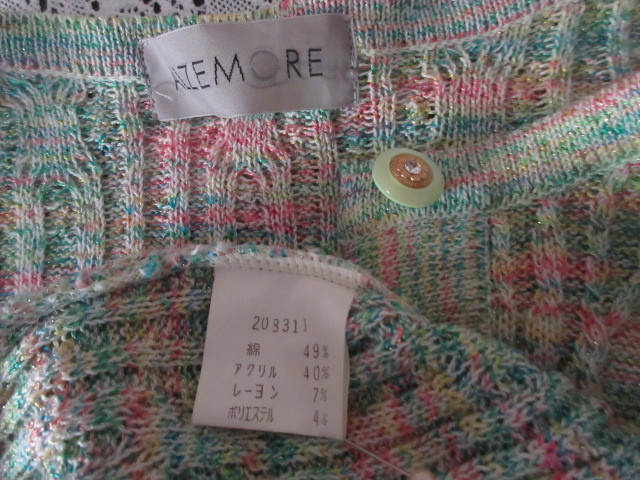 AZEMORE
208311
綿 49%
アクリル 40%
レーヨン 7%
ポリエステル 4%